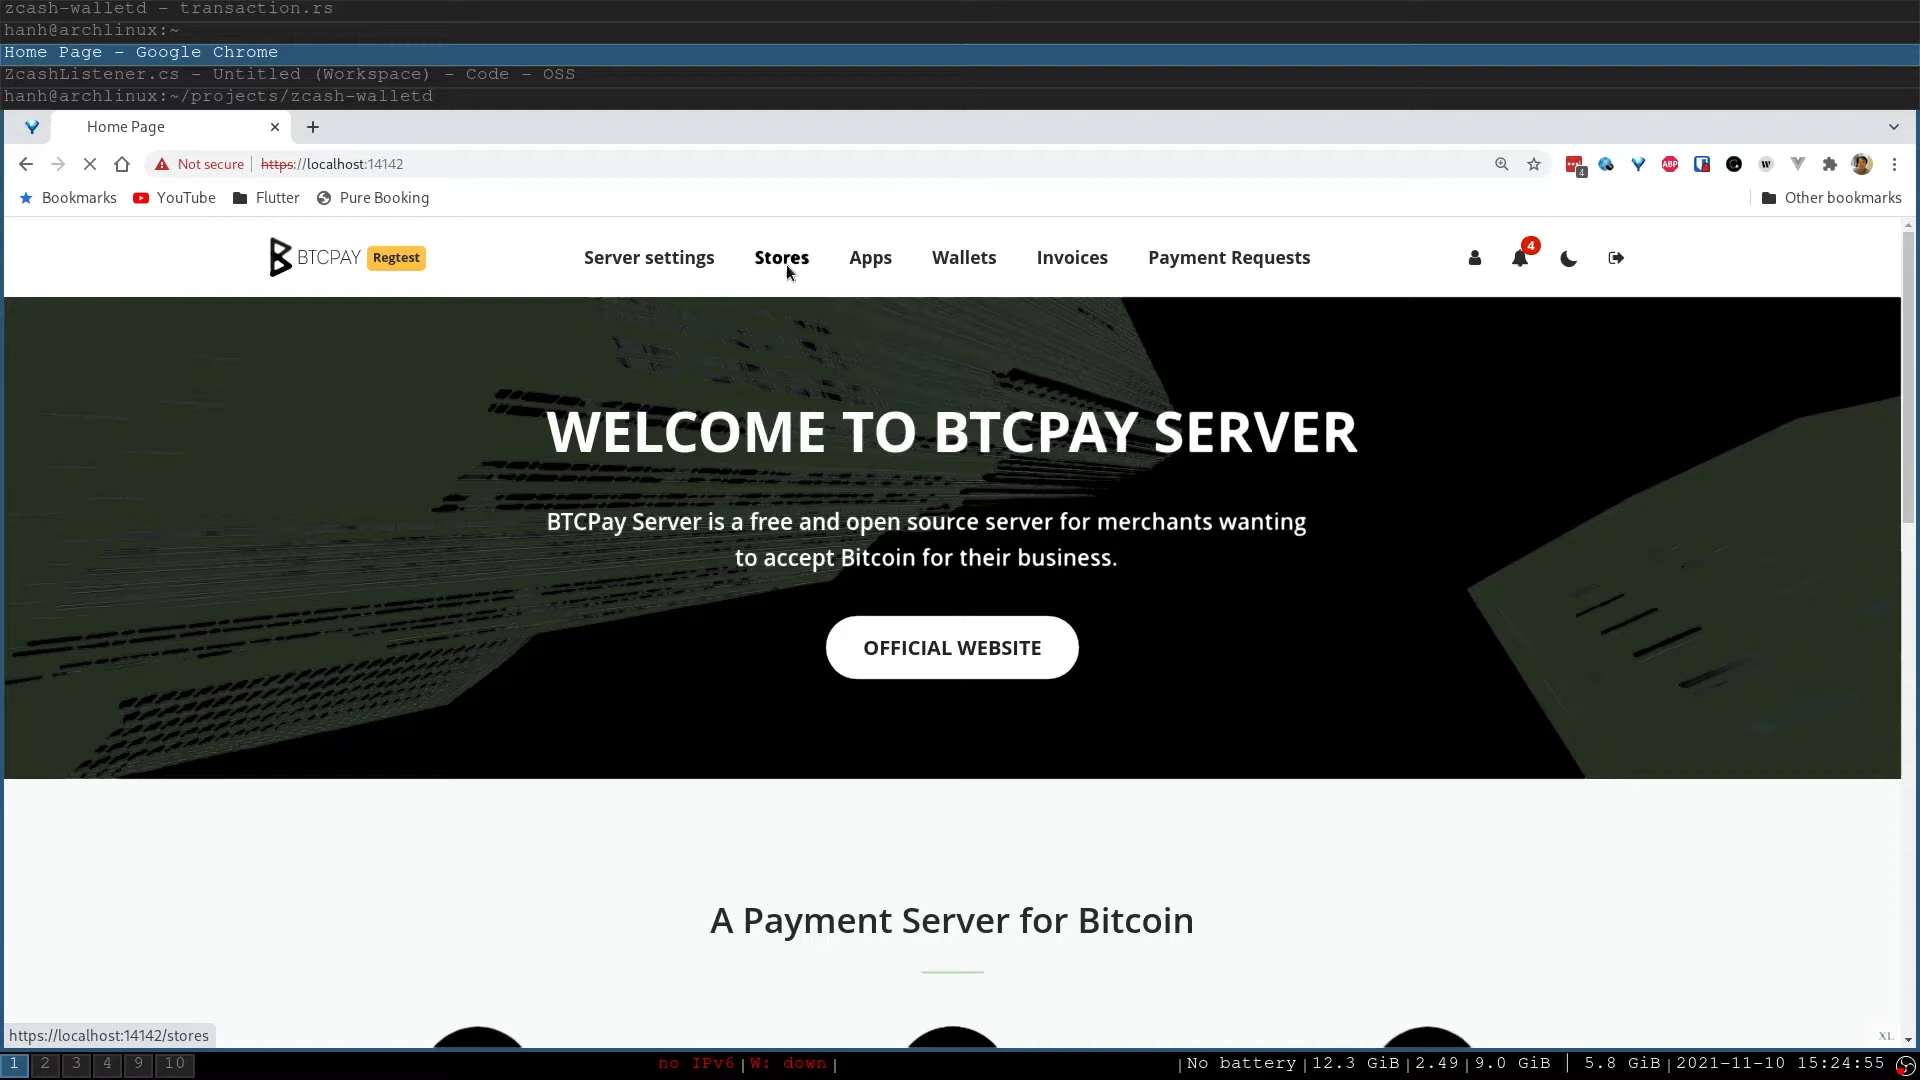 zcash-walletd - transaction.rs
hanh@archlinux:~
Home Page - Google Chrome
ZcashListener.cs - Untitled (Workspace) - Code - OSS
hanh@archlinux:~/projects/zcash-walletd
Home Page
Not secure https://localhost:14142
4
ABP
Bookmarks YouTube Flutter Pure Booking Other bookmarks
BTCPAY Regtest Server settings Stores Apps Wallets Invoices Payment Requests 4
WELCOME TO BTCPAY SERVER
BTCPay Server is a free and open source server for merchants wanting
to accept Bitcoin for their business.
OFFICIAL WEBSITE
A Payment Server for Bitcoin
https://localhost:14142/stores
XL
1 2 3 4 9 10 no IPv6|W: down| |No battery|12.3 GiB|2.49|9.0 GiB | 5.8 GiB|2021-11-10 15:24:55